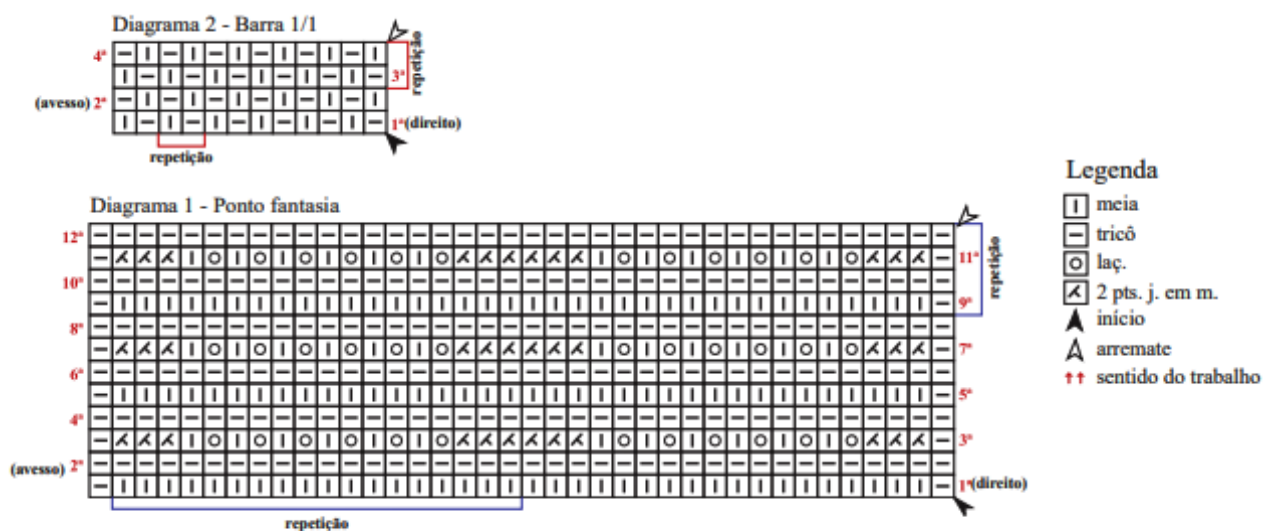 Diagrama 2 - Barra 1/1
4ª
3ª
repetição
(avesso) 2ª
1ª(direito)
repetição
Diagrama 1 - Ponto fantasia
12ª
11ª
10ª
9ª
repetição
8ª
7ª
6ª
5ª
4ª
3ª
(avesso) 2ª
1ª(direito)
repetição
Legenda
meia
tricô
laç.
2 pts. j. em m.
início
arremate
sentido do trabalho